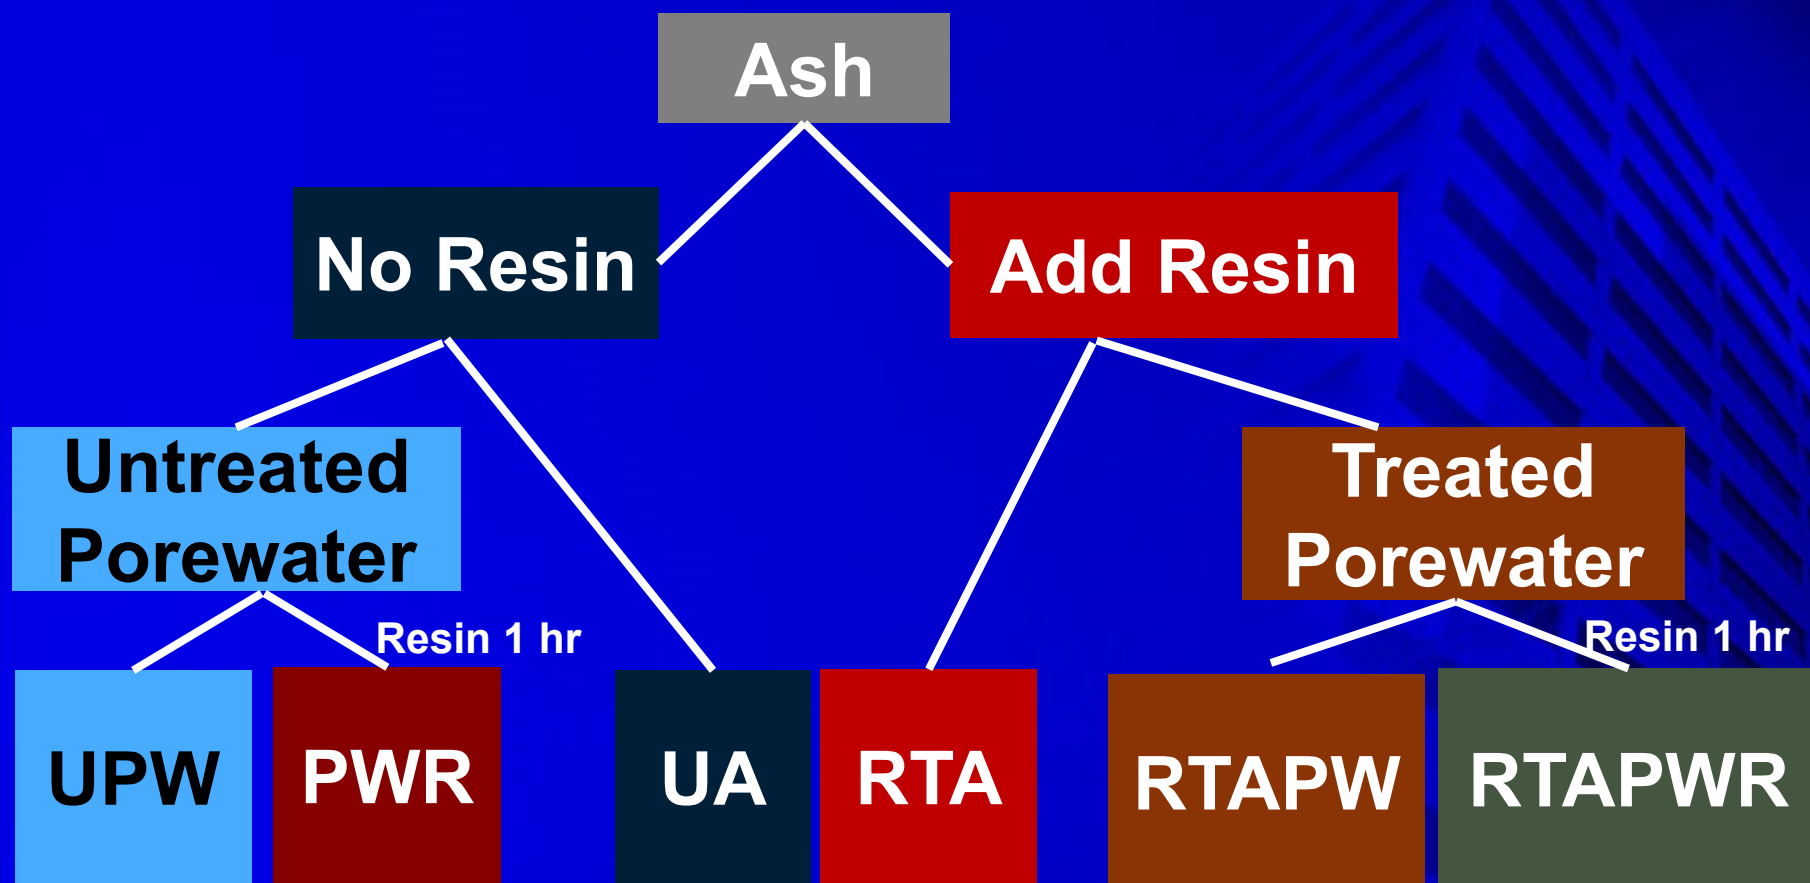 Ash
No Resin
Add Resin
Untreated
Porewater
Treated
Porewater
Resin 1 hr
Resin 1 hr
UPW
PWR
UA
RTA
RTAPW
RTAPWR